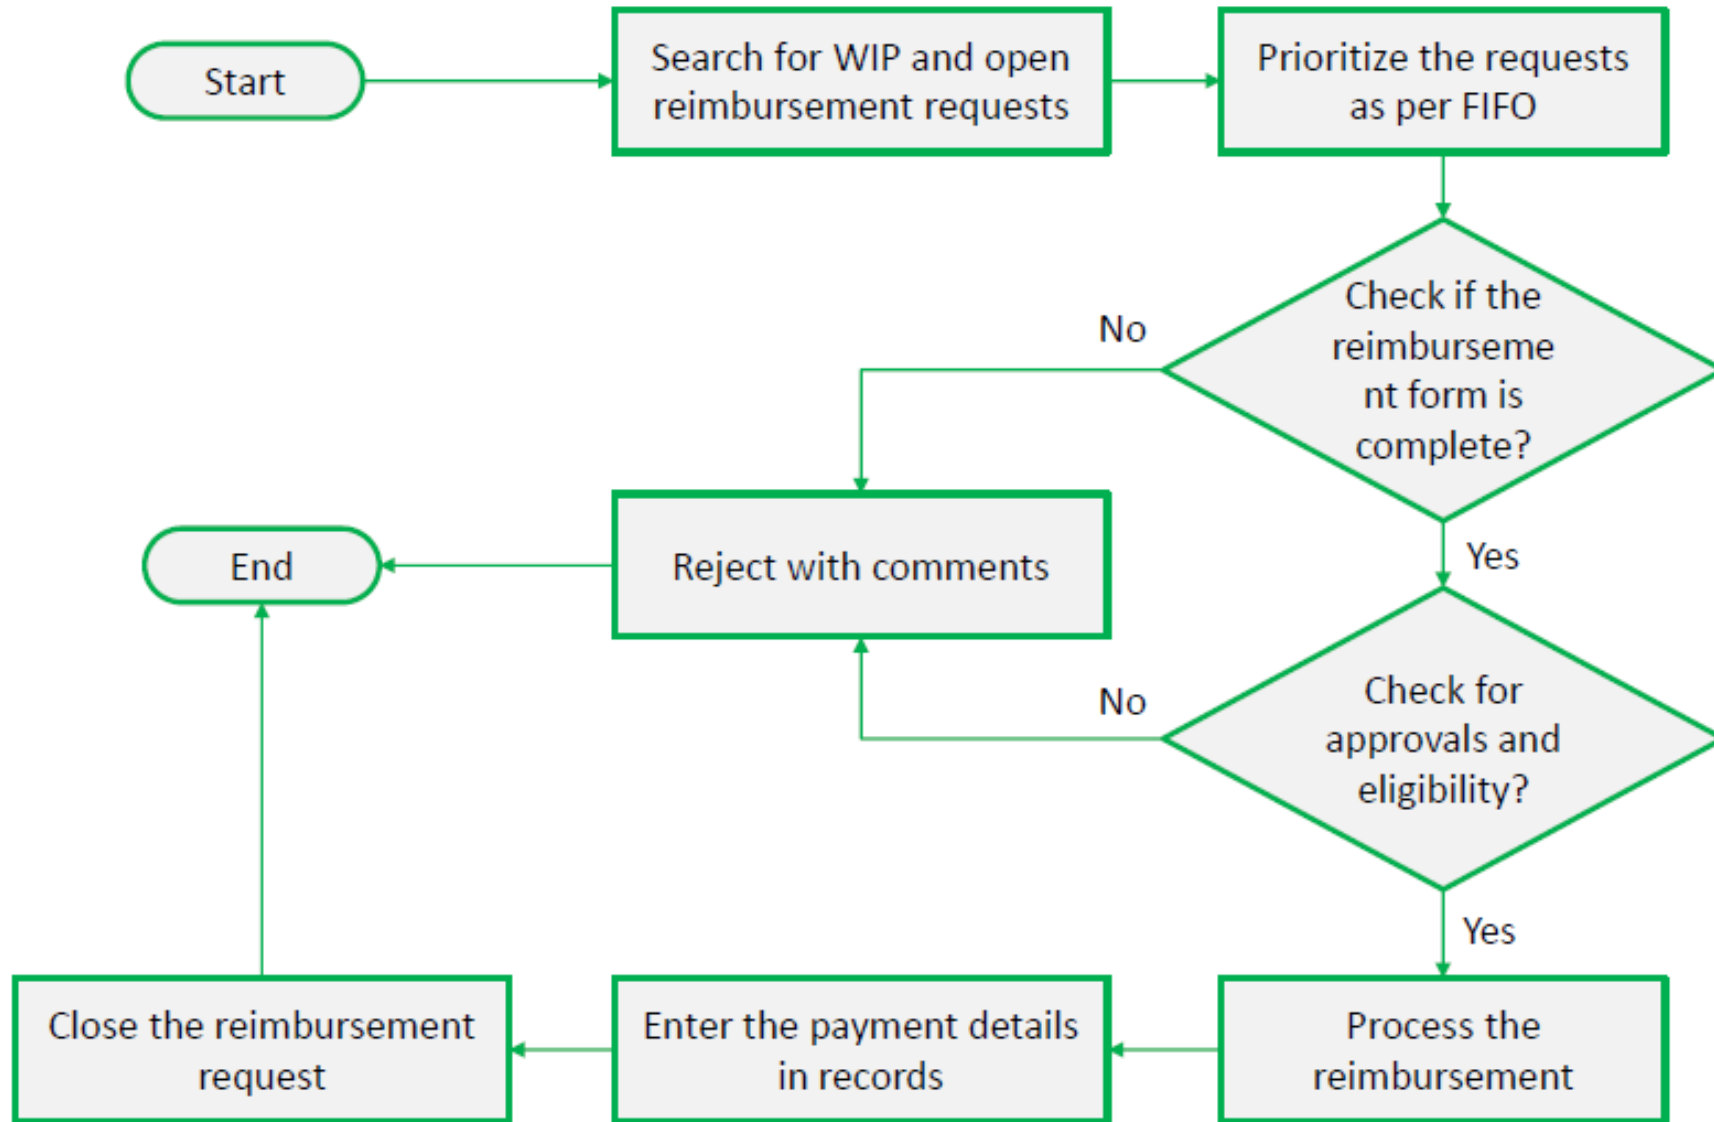 Start
Search for WIP and open
reimbursement requests
Prioritize the requests
as per FIFO
Check if the
reimburseme
nt form is
complete?
No
Yes
Reject with comments
End
Check for
approvals and
eligibility?
No
Yes
Process the
reimbursement
Enter the payment details
in records
Close the reimbursement
request